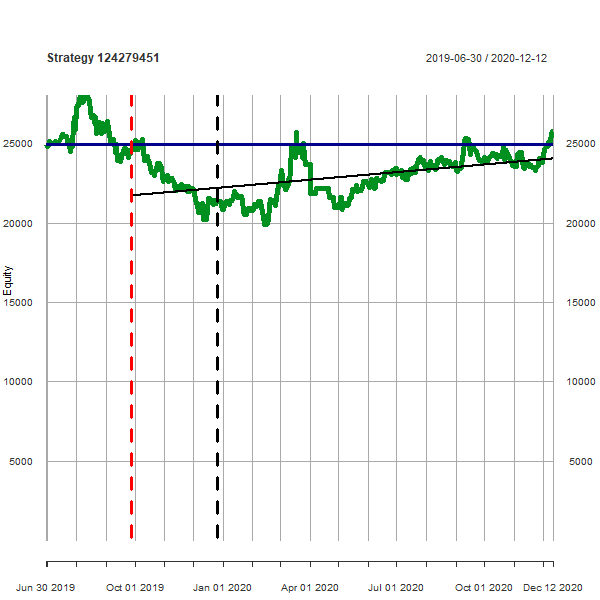 Strategy 124279451
2019-06-30 / 2020-12-12
25000
25000
20000
20000
15000
15000
10000
10000
5000
5000
Equity
Jun 30 2019
Oct 01 2019
Jan 01 2020
Apr 01 2020
Jul 01 2020
Oct 01 2020
Dec 12 2020